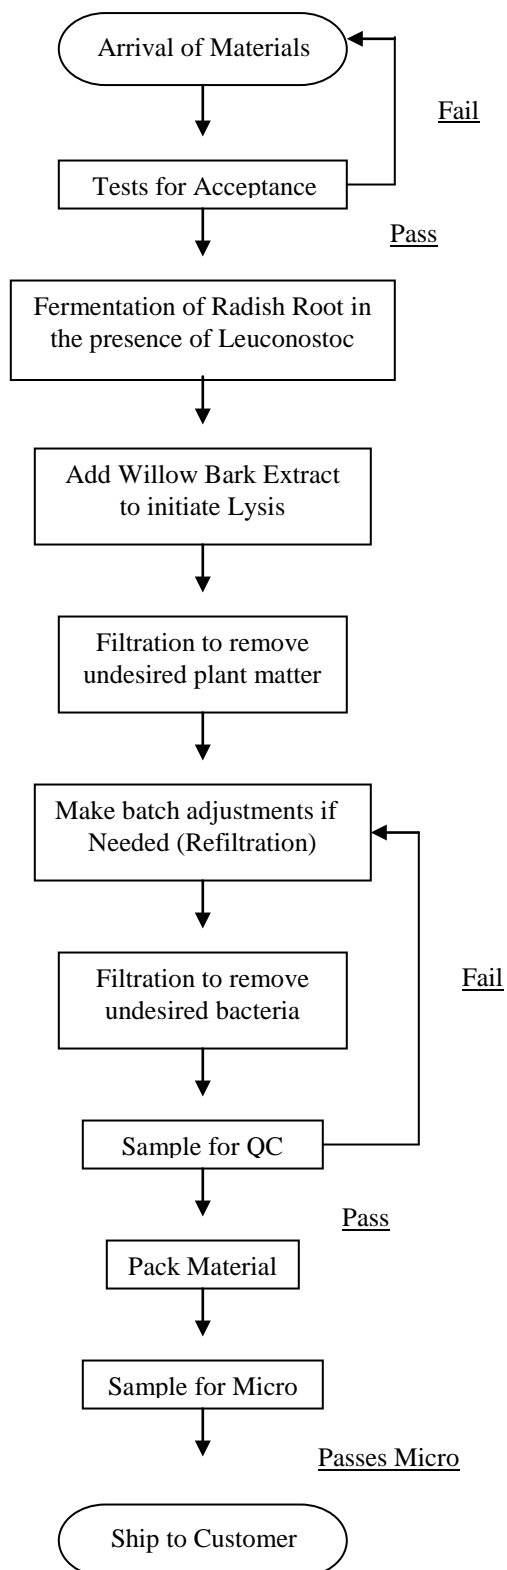 Arrival of Materials
Fail
Tests for Acceptance
Pass
Fermentation of Radish Root in
the presence of Leuconostoc
Add Willow Bark Extract
to initiate Lysis
Filtration to remove
undesired plant matter
Make batch adjustments if
Needed (Refiltration)
Filtration to remove
undesired bacteria
Fail
Sample for QC
Pass
Pack Material
Sample for Micro
Passes Micro
Ship to Customer